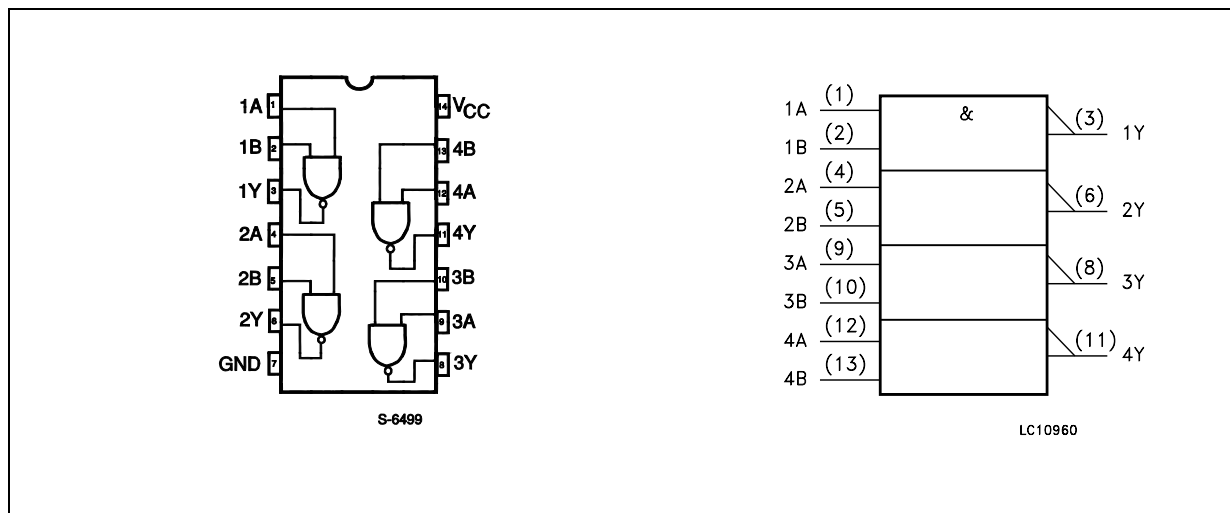 1A 1
1B 2
1Y 3
2A 4
2B 5
2Y 6
GND 7
14 VCC
13 4B
12 4A
11 4Y
10 3B
9 3A
8 3Y
S-6499
&
1A (1)
1B (2)
2A (4)
2B (5)
3A (9)
3B (10)
4A (12)
4B (13)
(3) 1Y
(6) 2Y
(8) 3Y
(11) 4Y
LC10960